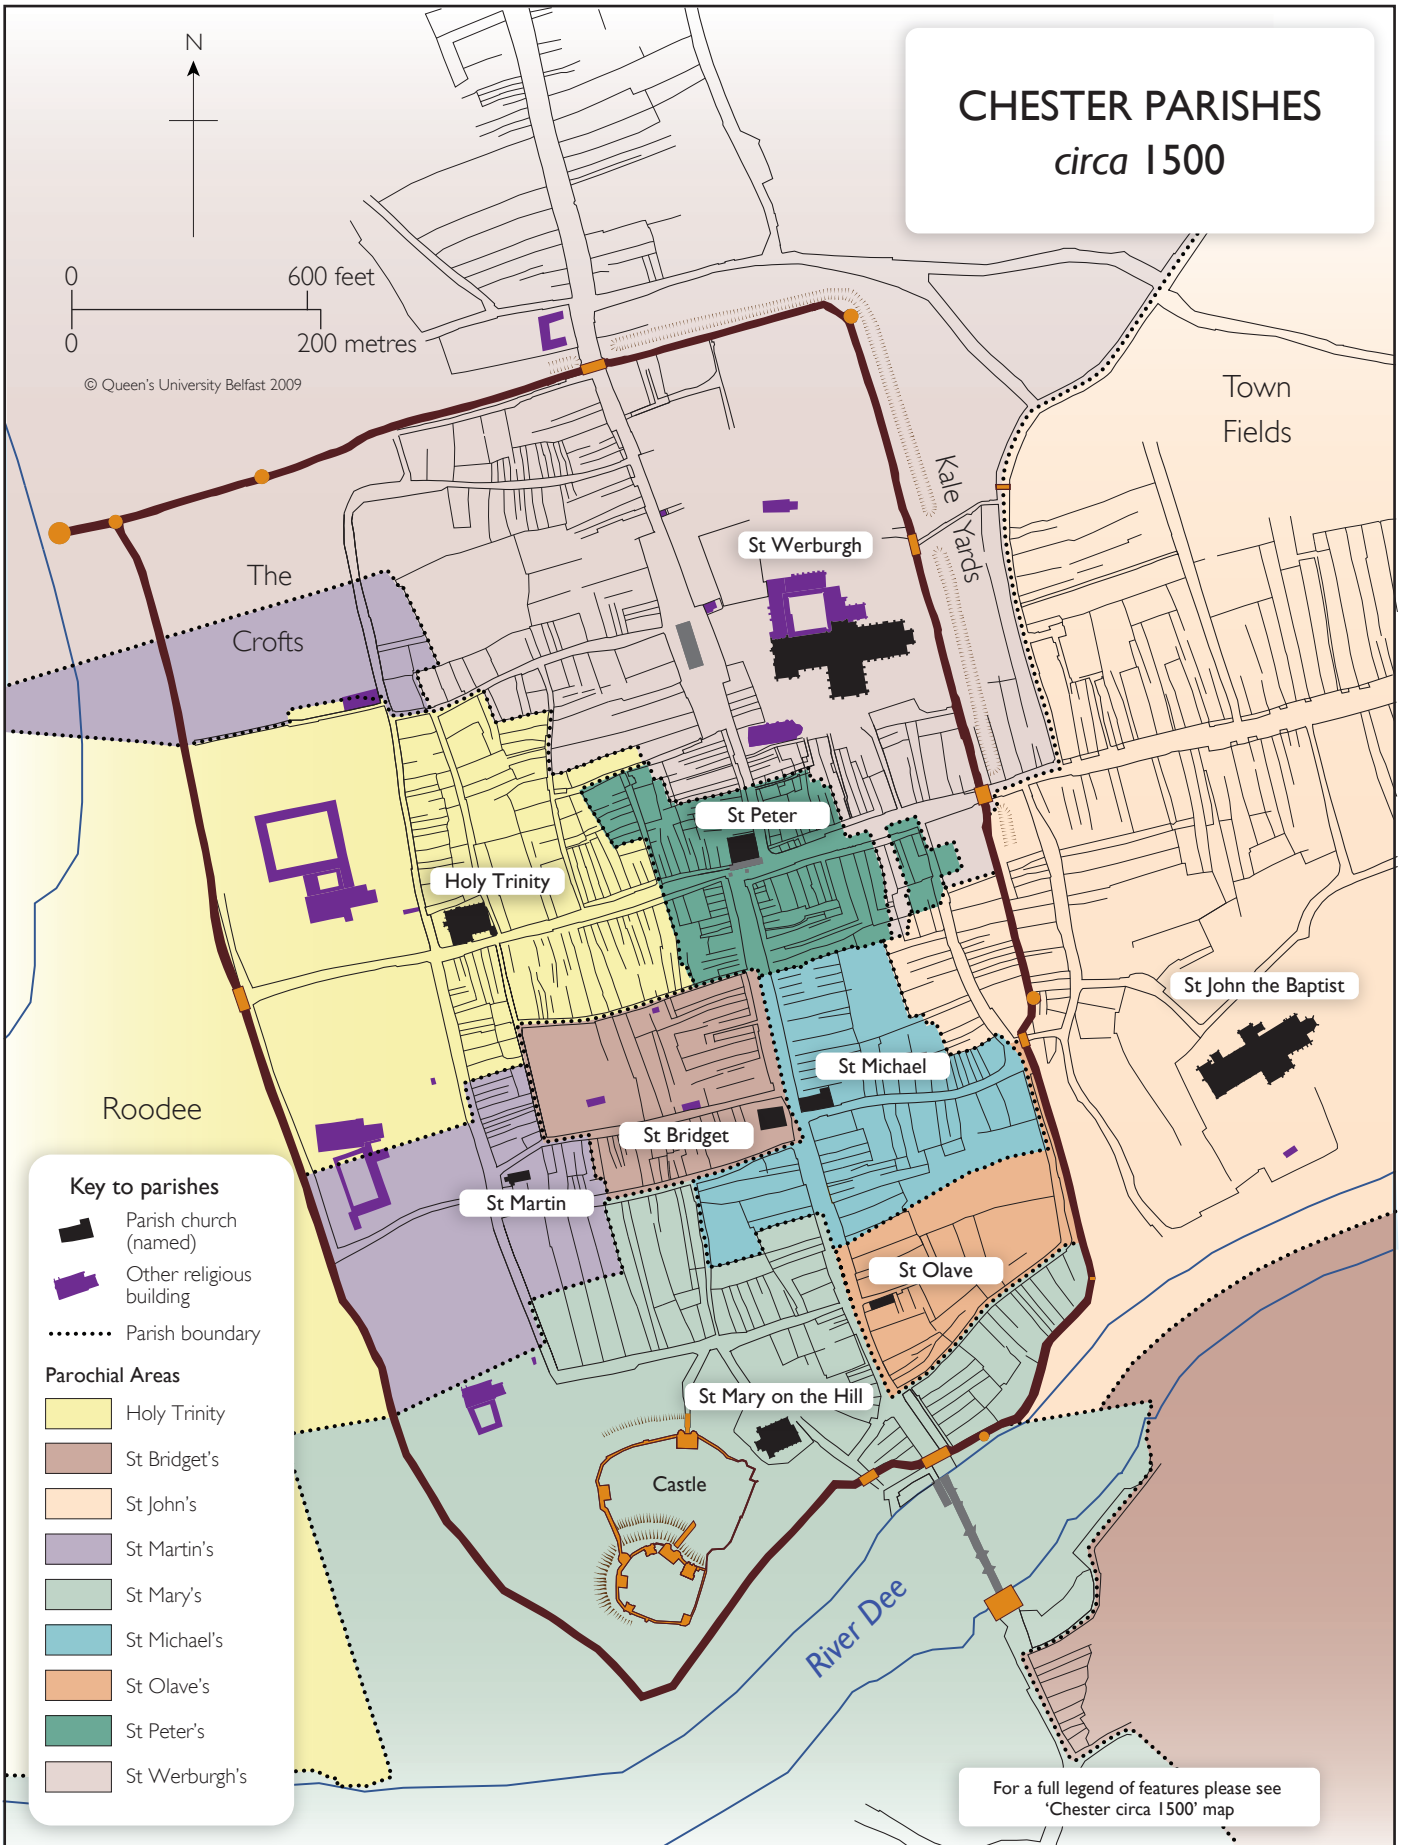 CHESTER PARISHES
circa 1500
N
0
600 feet
0
200 metres
© Queen's University Belfast 2009
Town
Fields
Kale
Yards
St Werburgh
The
Crofts
St Peter
Holy Trinity
St John the Baptist
St Michael
Roodee
St Bridget
St Martin
St Olave
St Mary on the Hill
Castle
River Dee
Key to parishes
Parish church
(named)
Other religious
building
Parish boundary
Parochial Areas
Holy Trinity
St Bridget's
St John's
St Martin's
St Mary's
St Michael's
St Olave's
St Peter's
St Werburgh's
For a full legend of features please see
'Chester circa 1500' map